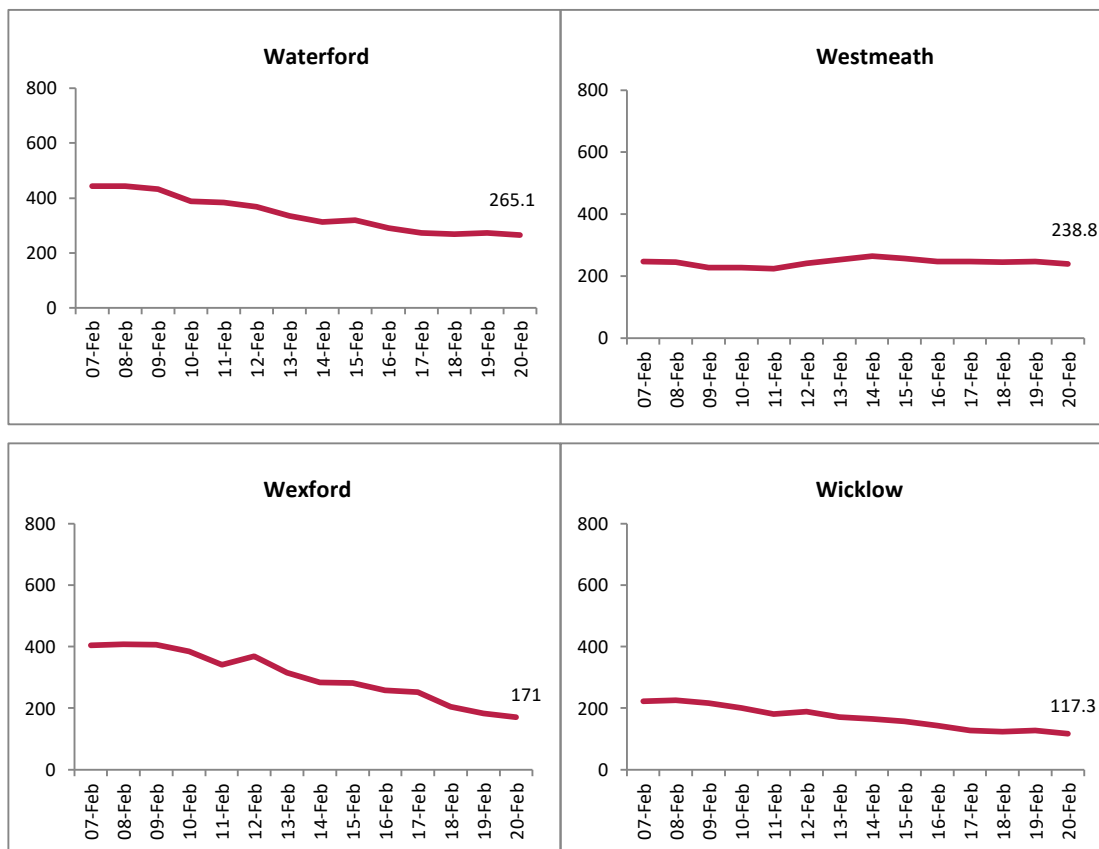 Waterford
800
600
400
200
0
265.1
07-Feb
08-Feb
09-Feb
10-Feb
11-Feb
12-Feb
13-Feb
14-Feb
15-Feb
16-Feb
17-Feb
18-Feb
19-Feb
20-Feb
Westmeath
800
600
400
200
0
238.8
07-Feb
08-Feb
09-Feb
10-Feb
11-Feb
12-Feb
13-Feb
14-Feb
15-Feb
16-Feb
17-Feb
18-Feb
19-Feb
20-Feb
Wexford
800
600
400
200
0
171
07-Feb
08-Feb
09-Feb
10-Feb
11-Feb
12-Feb
13-Feb
14-Feb
15-Feb
16-Feb
17-Feb
18-Feb
19-Feb
20-Feb
Wicklow
800
600
400
200
0
117.3
07-Feb
08-Feb
09-Feb
10-Feb
11-Feb
12-Feb
13-Feb
14-Feb
15-Feb
16-Feb
17-Feb
18-Feb
19-Feb
20-Feb